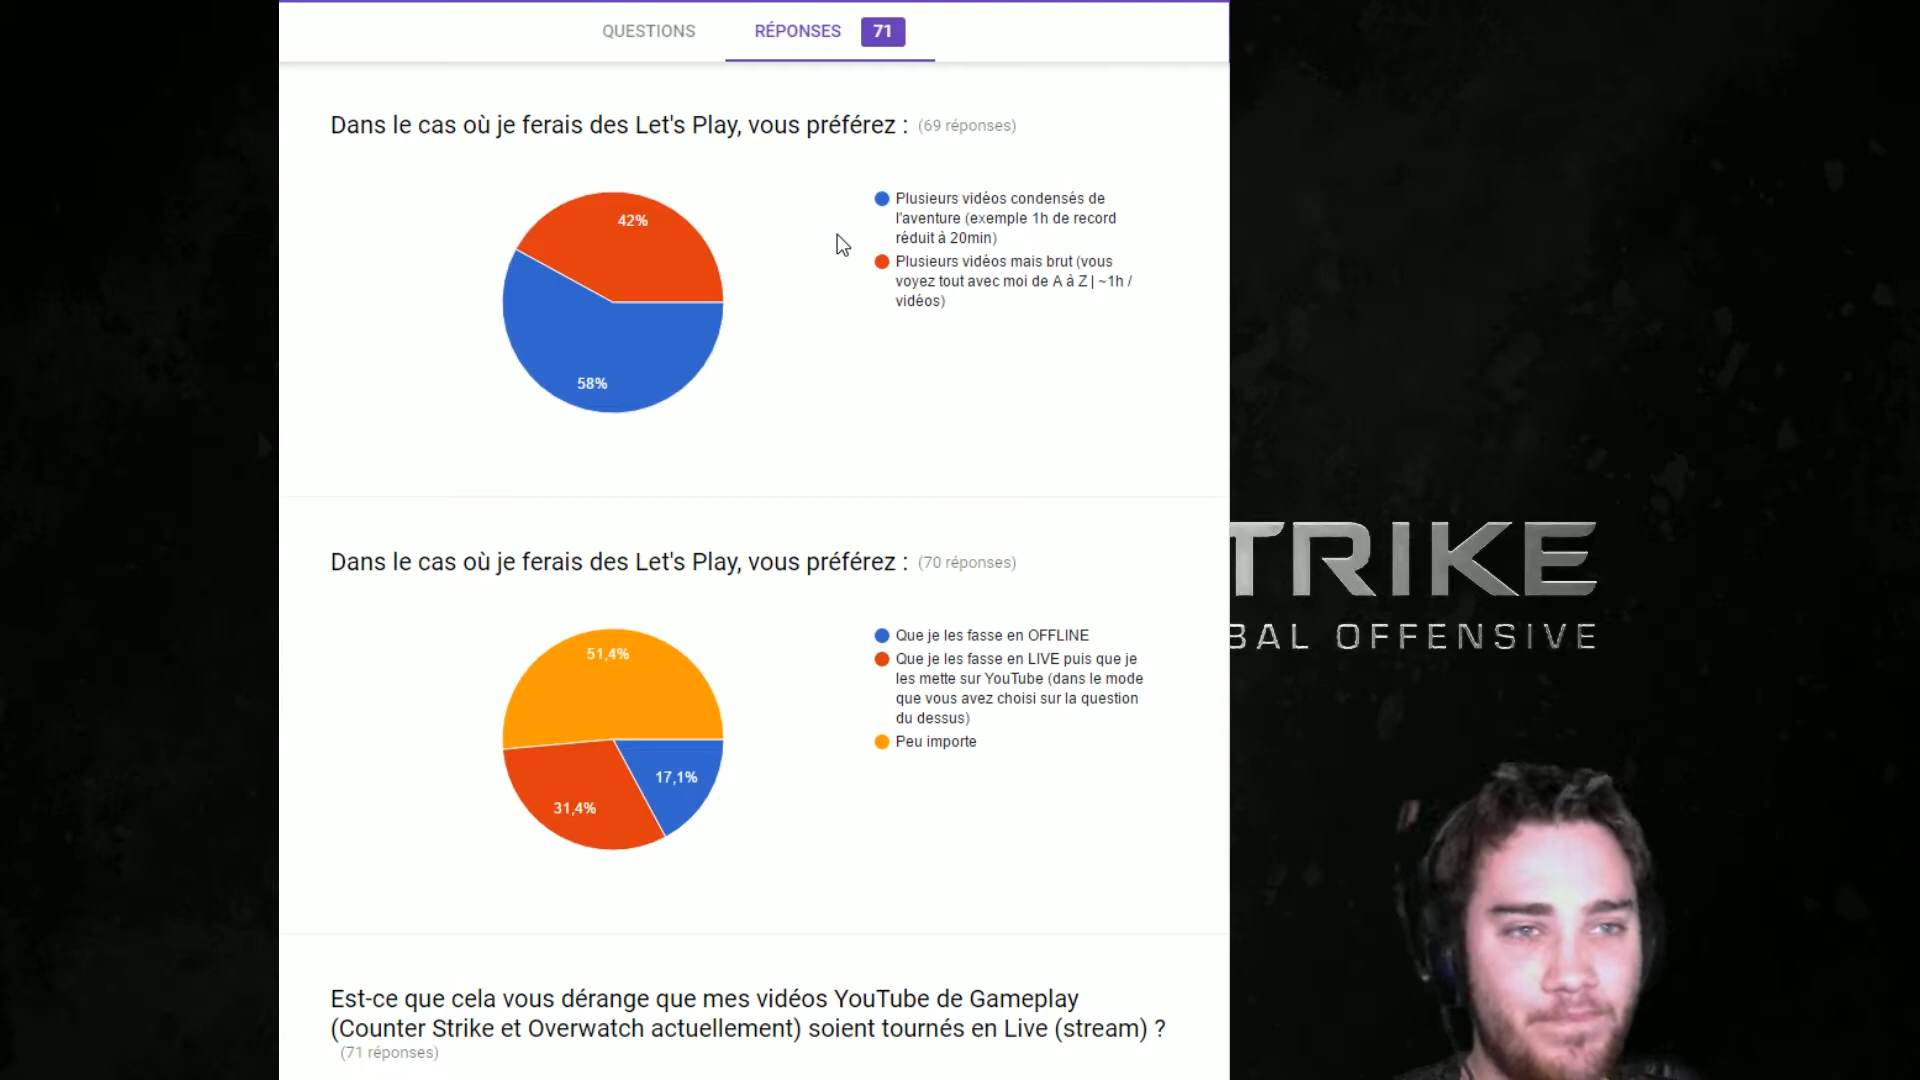 QUESTIONS
RÉPONSES 71
Dans le cas où je ferais des Let's Play, vous préférez : (69 réponses)
42%
58%
Plusieurs vidéos condensés de
l'aventure (exemple 1h de record
réduit à 20min)
Plusieurs vidéos mais brut (vous
voyez tout avec moi de A à Z | ~1h /
vidéos)
Dans le cas où je ferais des Let's Play, vous préférez : (70 réponses)
51,4%
17,1%
31,4%
Que je les fasse en OFFLINE
Que je les fasse en LIVE puis que je
les mette sur YouTube (dans le mode
que vous avez choisi sur la question
du dessus)
Peu importe
TRIKE
BAL OFFENSIVE
Est-ce que cela vous dérange que mes vidéos YouTube de Gameplay
(Counter Strike et Overwatch actuellement) soient tournés en Live (stream) ?
(71 réponses)